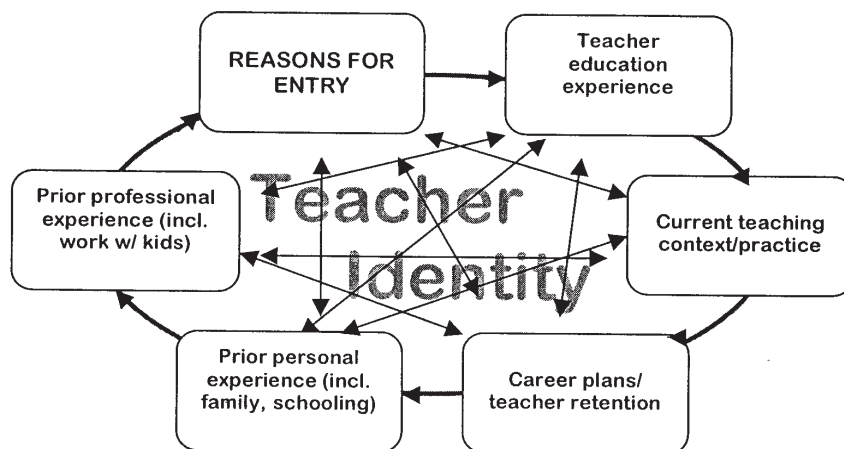 REASONS FOR
ENTRY
Teacher
education
experience
Prior professional
experience (incl.
work w/ kids)
Teacher
Identity
Current teaching
context/practice
Prior personal
experience (incl.
family, schooling)
Career plans/
teacher retention